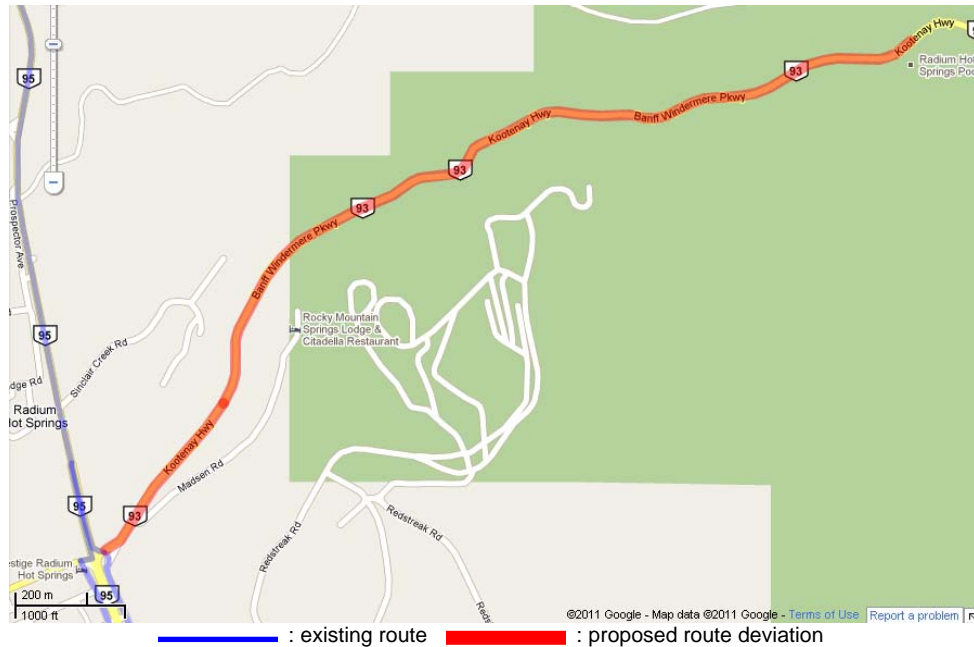 Kootenay Hwy
9
Radium Hot
Springs Poo
95
93
Banff Windermere Pkwy
Kootenay Hwy
93
93
Prospector Ave
Banff Windermere Pkwy
Rocky Mountain
Springs Lodge &
Citadella Restaurant
95
Sinclair Creek Rd
dge Rd
Radium
Hot Springs
Kootenay Hwy
Madsen Rd
95
93
Redstreak Rd
Redstreak Rd
estige Radium
Hot Springs
95
200 m
1000 ft
©2011 Google - Map data ©2011 Google - Terms of Use
Report a problem
: existing route : proposed route deviation